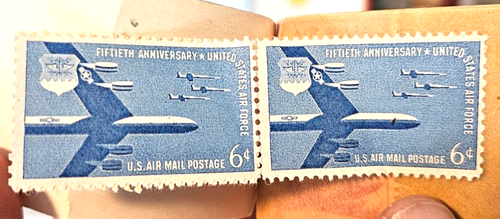 FIFTIETH ANNIVERSARY ★ UNITED STATES AIR FORCE
U.S. AIR MAIL POSTAGE 6¢
FIFTIETH ANNIVERSARY ★ UNITED STATES AIR FORCE
U.S. AIR MAIL POSTAGE 6¢